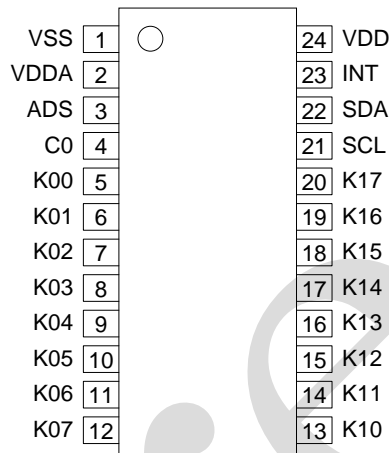 VSS 1 24 VDD
VDDA 2 23 INT
ADS 3 22 SDA
C0 4 21 SCL
K00 5 20 K17
K01 6 19 K16
K02 7 18 K15
K03 8 17 K14
K04 9 16 K13
K05 10 15 K12
K06 11 14 K11
K07 12 13 K10